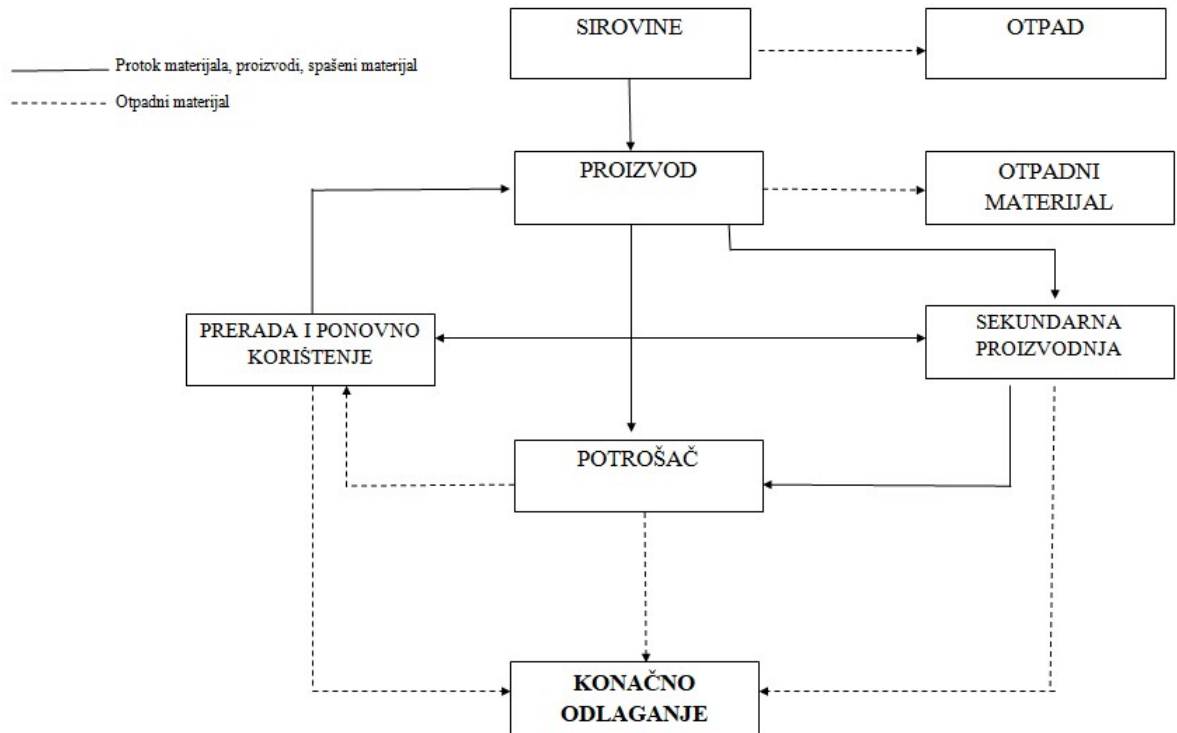 SIROVINE
OTPAD
Protok materijala, proizvodi, spašeni materijal
Otpadni materijal
PROIZVOD
OTPADNI
MATERIJAL
PRERADA I PONOVNO
KORIŠTENJE
SEKUNDARNA
PROIZVODNJA
POTROŠAČ
KONAČNO
ODLAGANJE